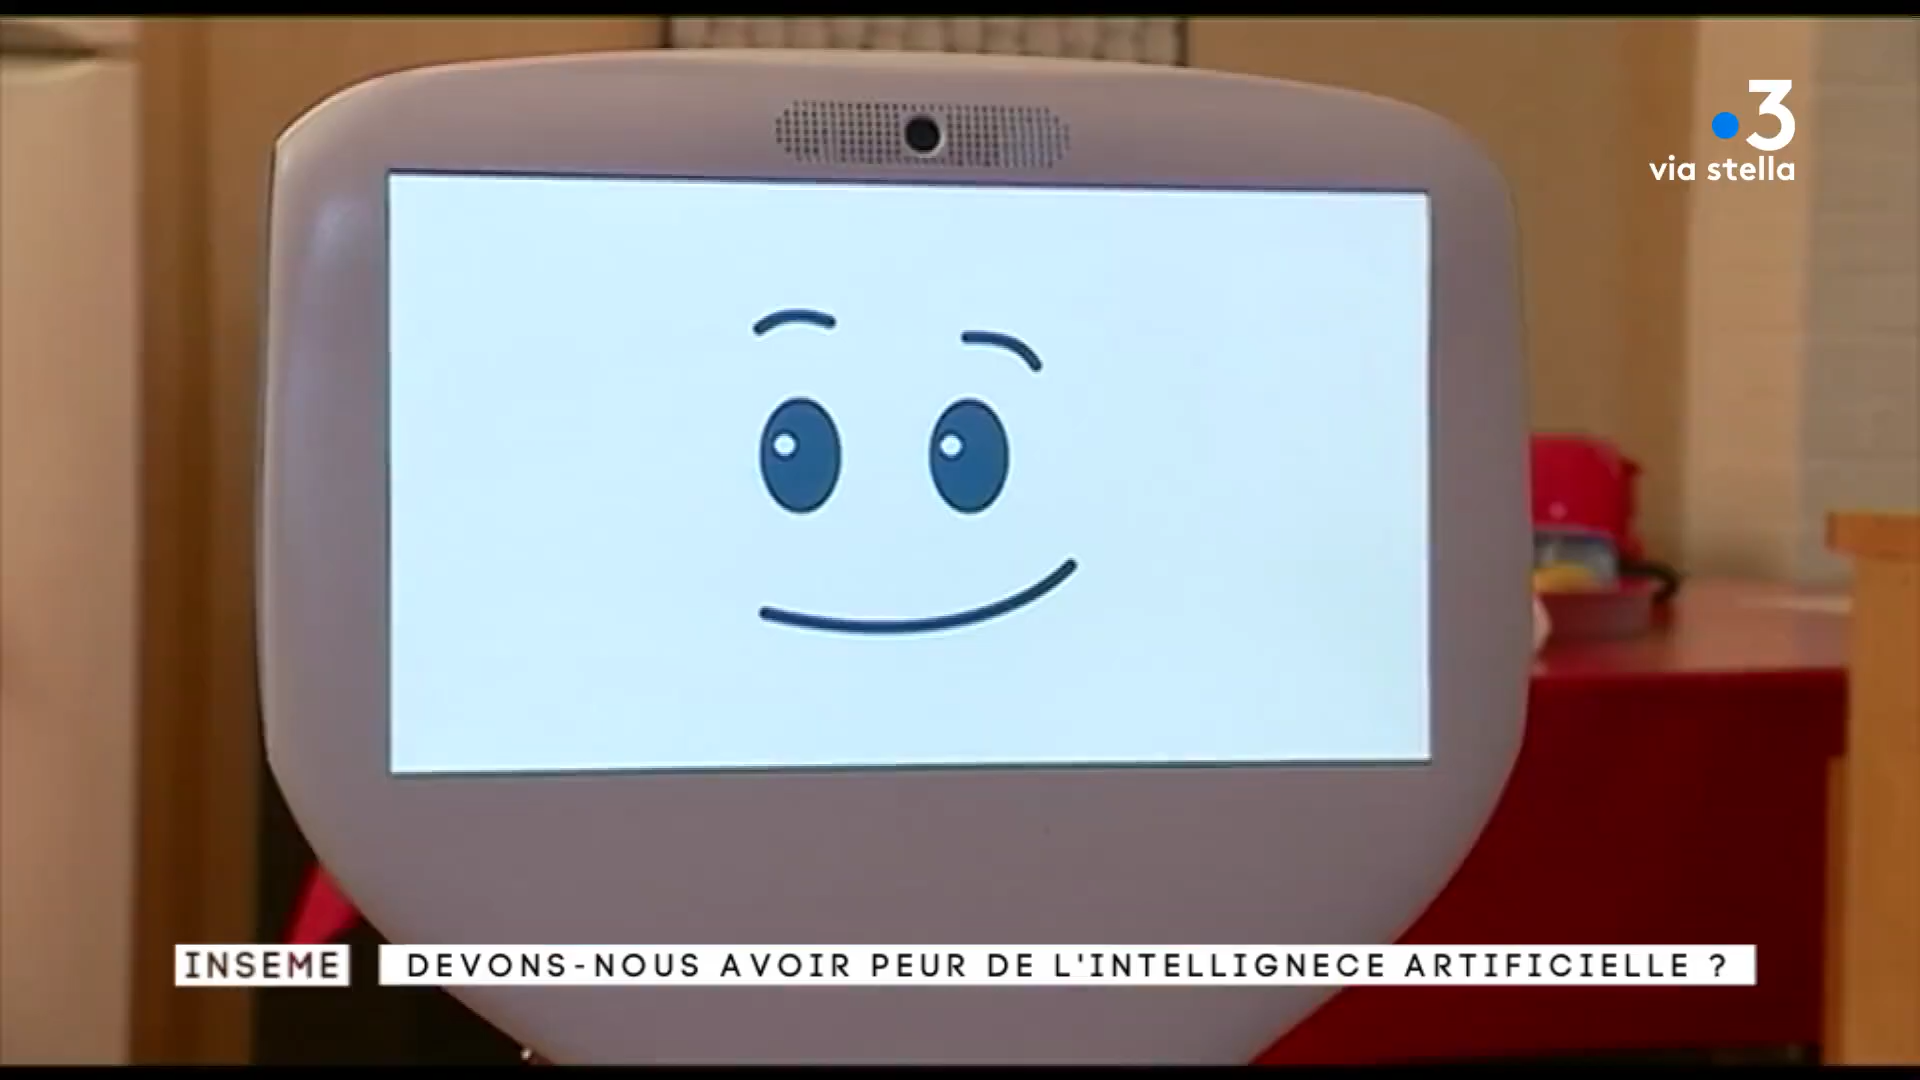 3
via stella
INSEME
DEVONS-NOUS AVOIR PEUR DE L'INTELLIGNECE ARTIFICIELLE ?